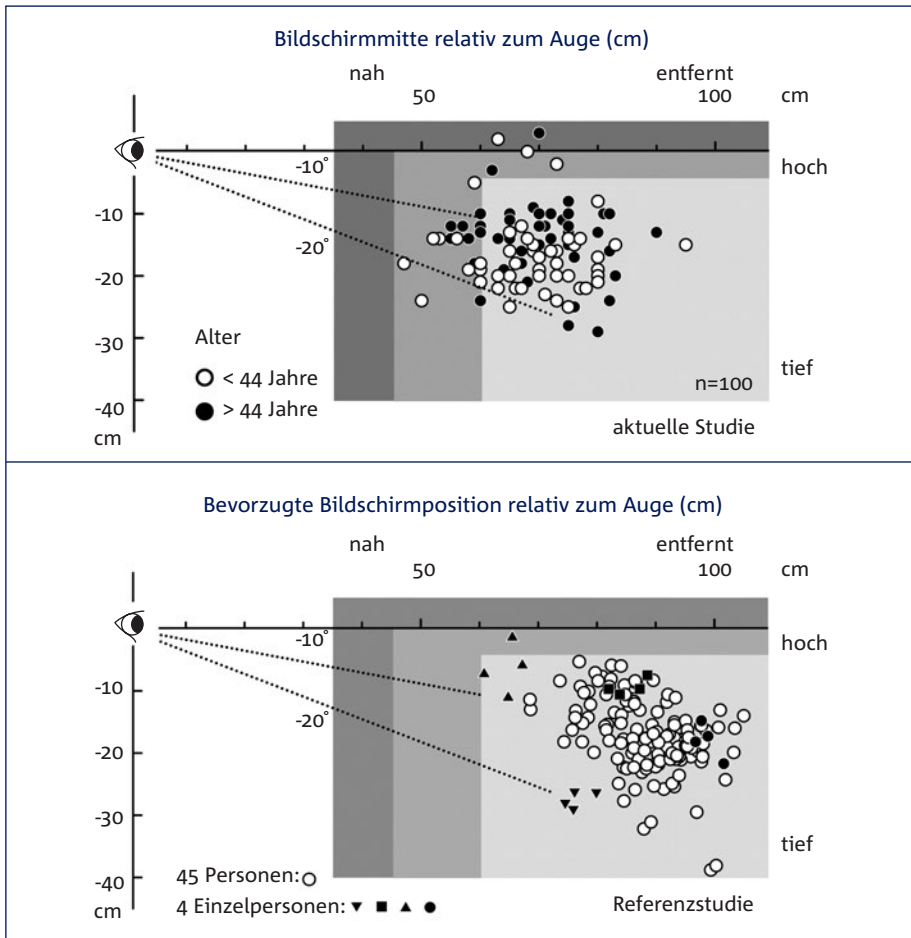 Bildschirmmitte relativ zum Auge (cm)
nah entfernt
50 100 cm
-10° hoch
-10
-20°
-20
-30
Alter
< 44 Jahre
tief
n=100
> 44 Jahre
-40
cm
aktuelle Studie
Bevorzugte Bildschirmposition relativ zum Auge (cm)
nah entfernt
50 100 cm
-10° hoch
-10
-20°
-20
-30
tief
45 Personen:
-40
4 Einzelpersonen:
cm
Referenzstudie